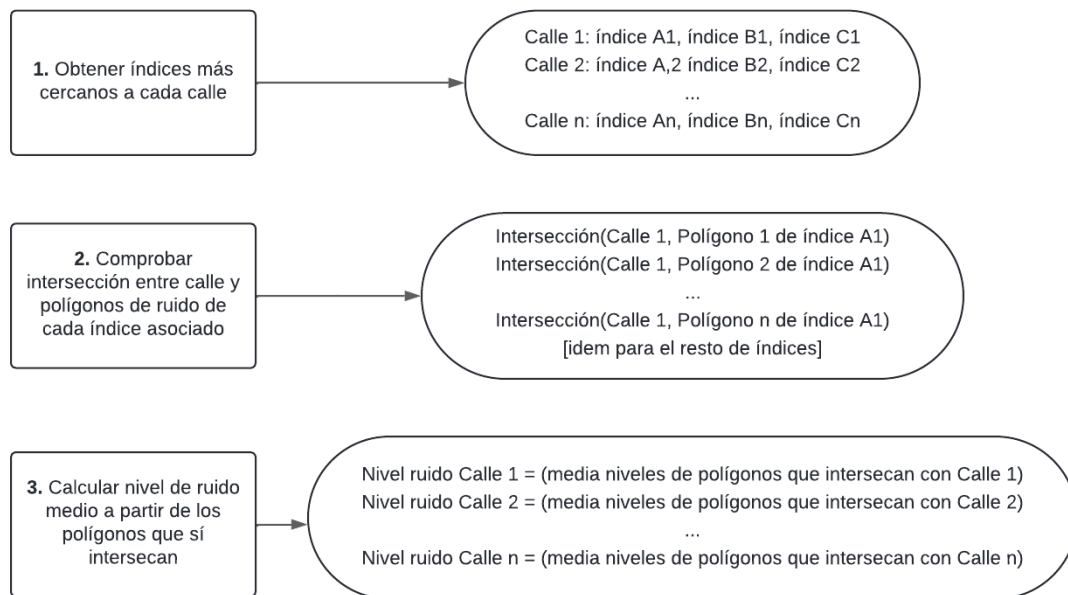 1. Obtener índices más
cercanos a cada calle
Calle 1: índice A1, índice B1, índice C1
Calle 2: índice A,2 índice B2, índice C2
...
Calle n: índice An, índice Bn, índice Cn
2. Comprobar
intersección entre calle y
polígonos de ruido de
cada índice asociado
Intersección(Calle 1, Polígono 1 de índice A1)
Intersección(Calle 1, Polígono 2 de índice A1)
...
Intersección(Calle 1, Polígono n de índice A1)
[idem para el resto de índices]
3. Calcular nivel de ruido
medio a partir de los
polígonos que sí
intersecan
Nivel ruido Calle 1 = (media niveles de polígonos que intersecan con Calle 1)
Nivel ruido Calle 2 = (media niveles de polígonos que intersecan con Calle 2)
...
Nivel ruido Calle n = (media niveles de polígonos que intersecan con Calle n)